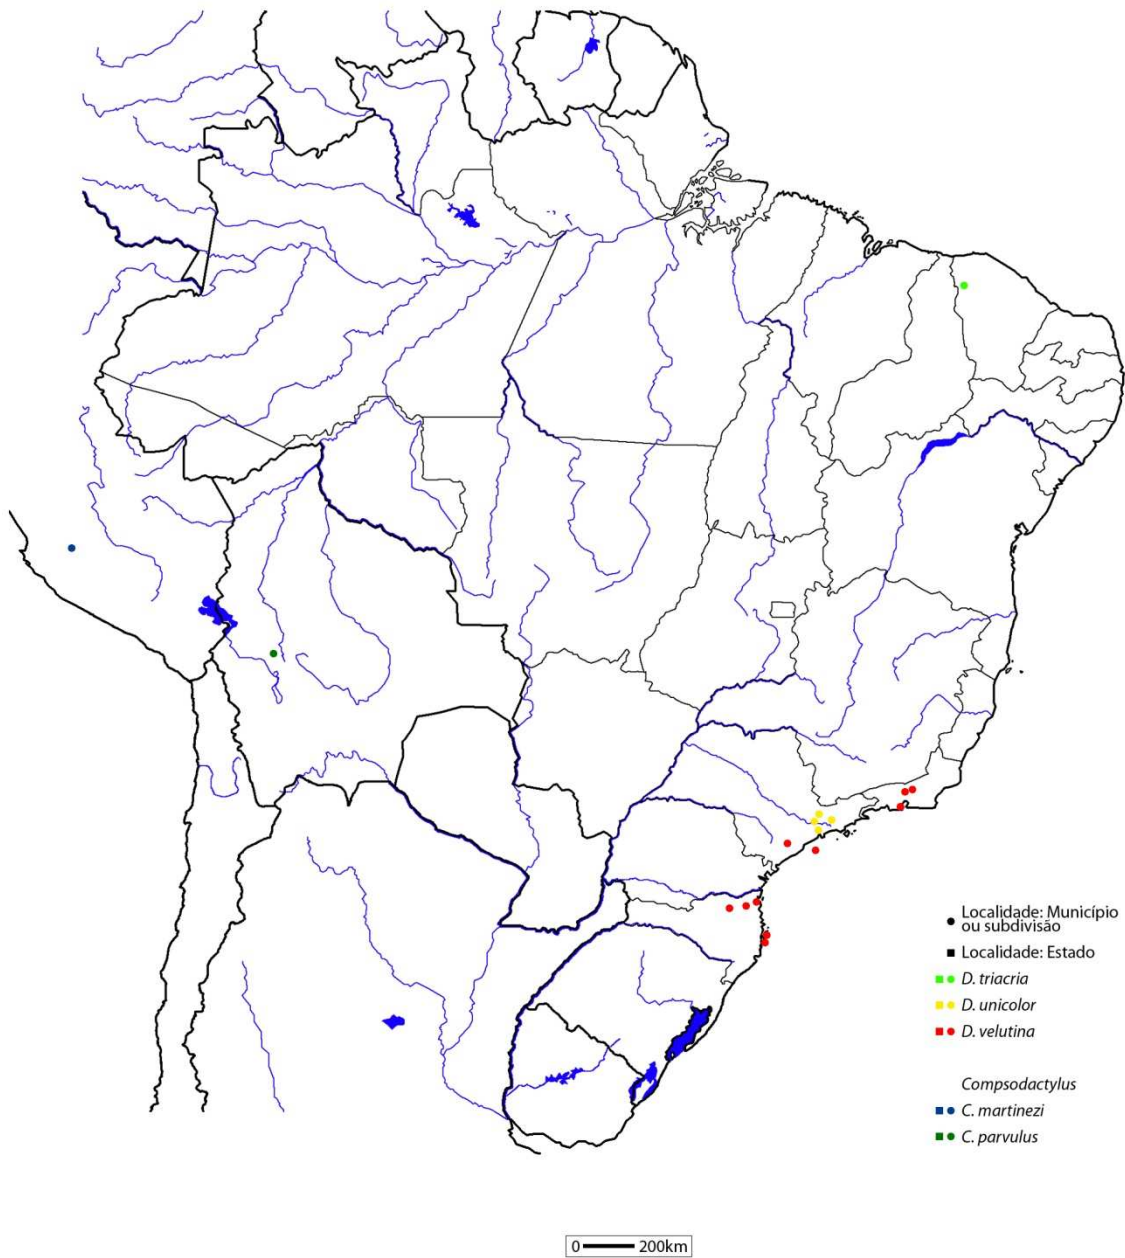 Localidade: Município
ou subdivisão
Localidade: Estado
D. triacria
D. unicolor
D. velutina
Compsodactylus
C. martinezi
C. parvulus
0 200km